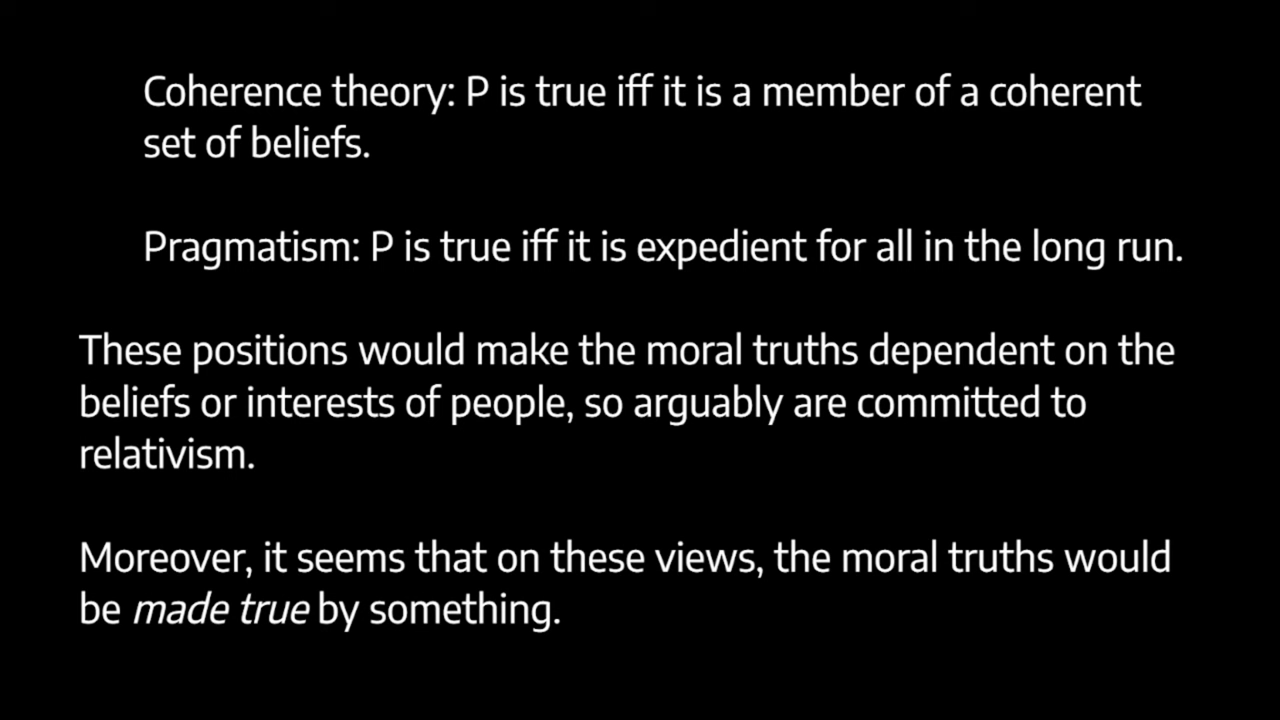 Coherence theory: P is true iff it is a member of a coherent
set of beliefs.
Pragmatism: P is true iff it is expedient for all in the long run.
These positions would make the moral truths dependent on the
beliefs or interests of people, so arguably are committed to
relativism.
Moreover, it seems that on these views, the moral truths would
be made true by something.